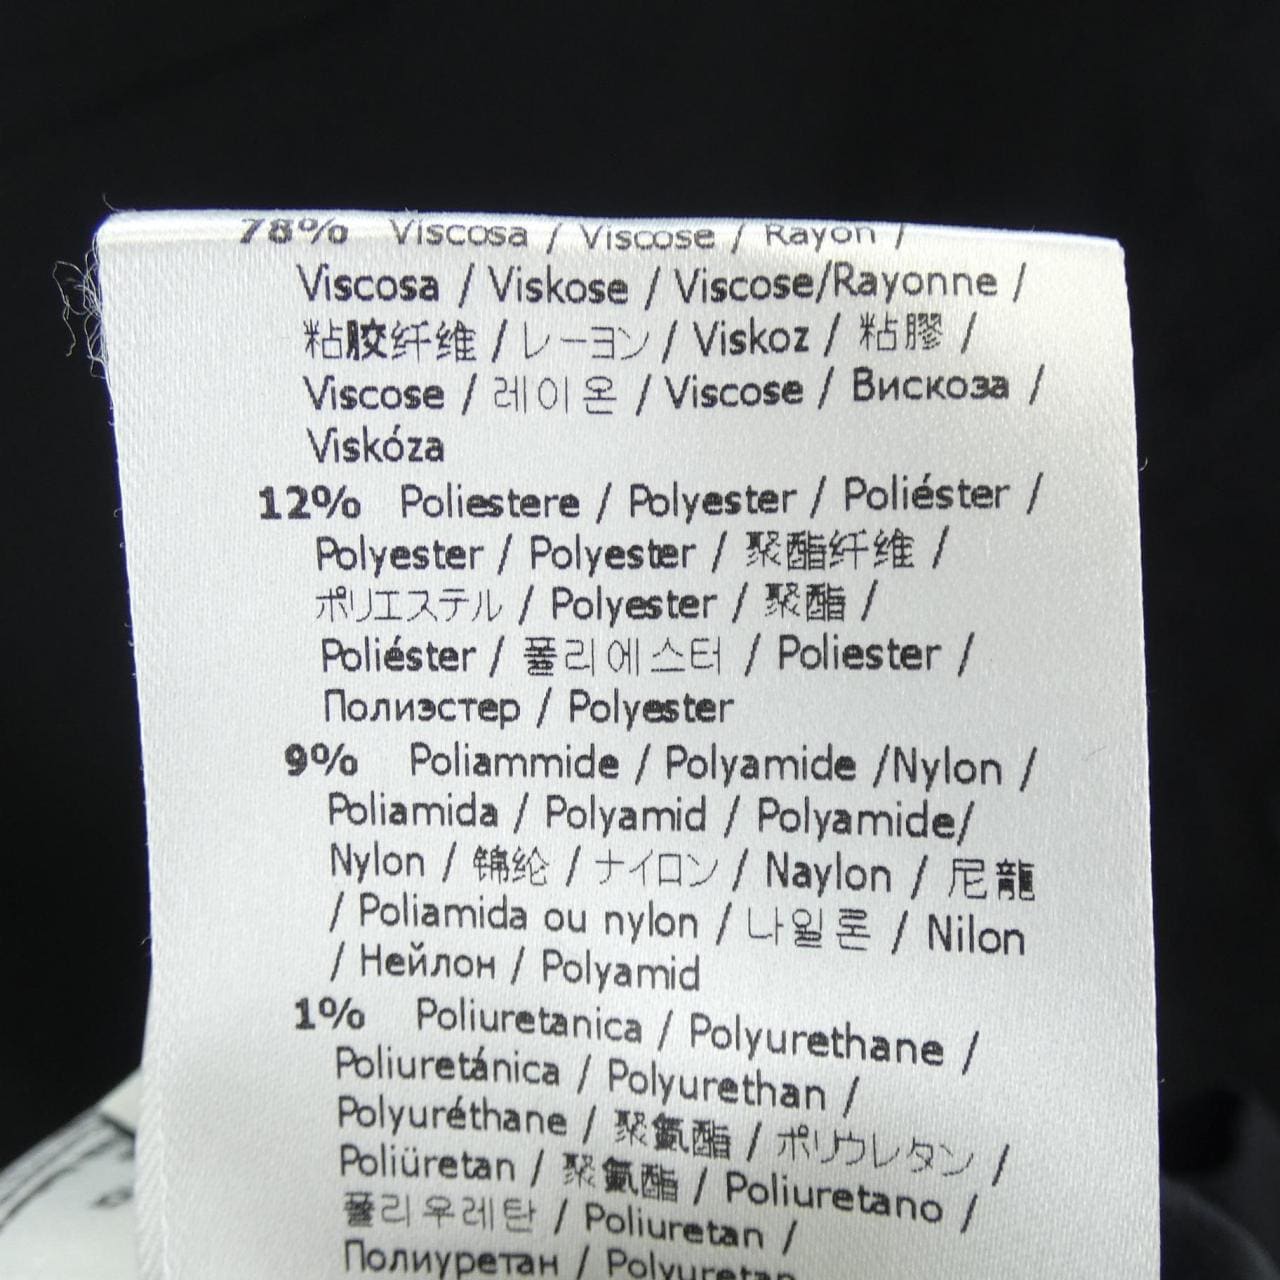 78% Viscosa / Viscose / Rayon /
Viscosa / Viskose / Viscose/Rayonne /
粘胶纤维 / レーヨン / Viskoz / 粘膠 /
Viscose / 레이온 / Viscose / Вискоза /
Viskóza
12% Poliestere / Polyester / Poliéster /
Polyester / Polyester / 聚酯纤维 /
ポリエステル / Polyester / 聚酯 /
Poliéster / 폴리에스터 / Poliester /
Полиэстер / Polyester
9% Poliammide / Polyamide /Nylon /
Poliamida / Polyamid / Polyamide/
Nylon / 锦纶 / ナイロン / Naylon / 尼龍
/ Poliamida ou nylon / 나일론 / Nilon
/ Нейлон / Polyamid
1% Poliuretanica / Polyurethane /
Poliuretánica / Polyurethan /
Polyuréthane / 聚氨酯 / ポリウレタン /
Poliüretan / 聚氨酯 / Poliuretano /
폴리우레탄 / Poliuretan /
Полиуретан / Polyuretan